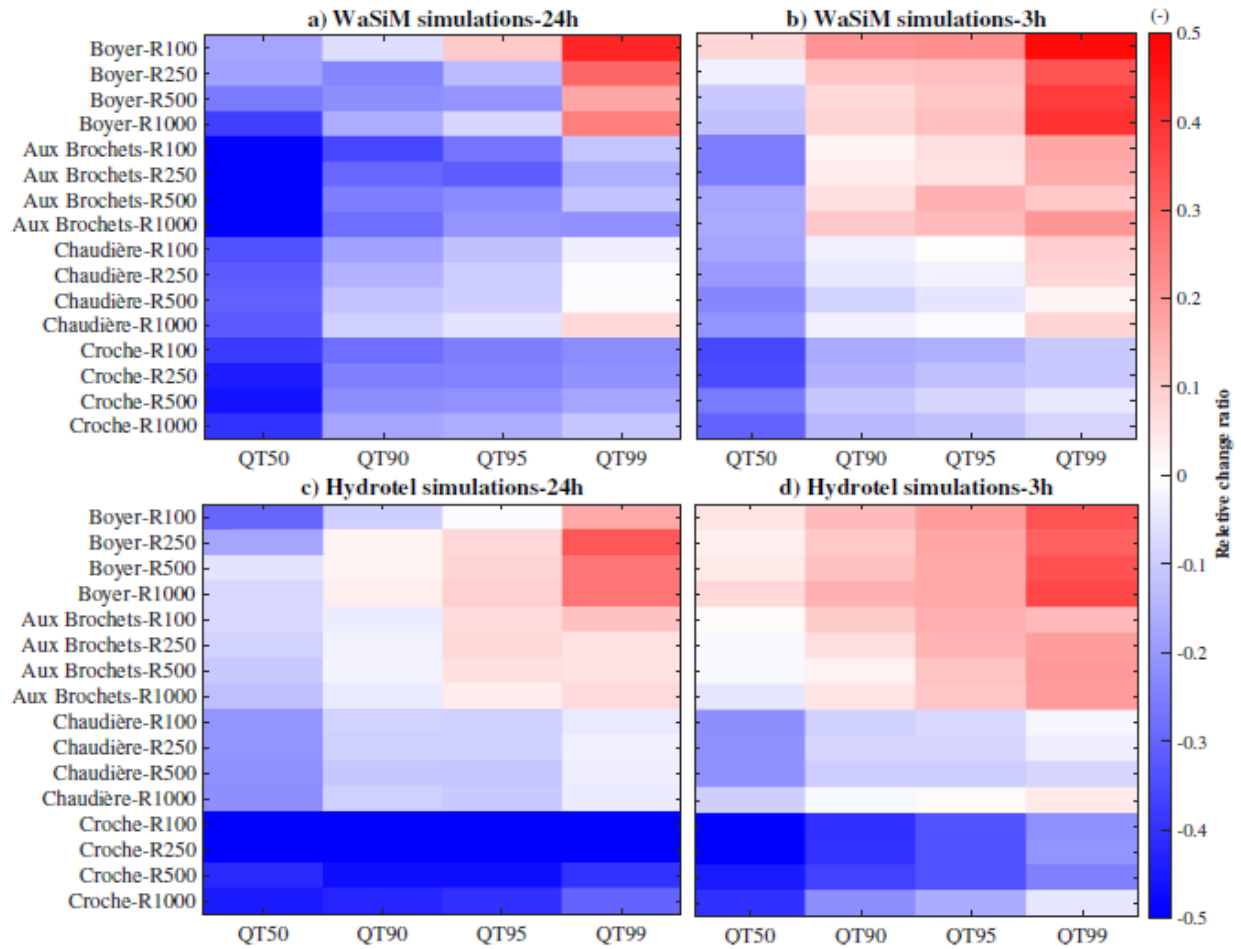 a) WaSiM simulations-24h
b) WaSiM simulations-3h
(-)
Boyer-R100
Boyer-R250
Boyer-R500
Boyer-R1000
Aux Brochets-R100
Aux Brochets-R250
Aux Brochets-R500
Aux Brochets-R1000
Chaudière-R100
Chaudière-R250
Chaudière-R500
Chaudière-R1000
Croche-R100
Croche-R250
Croche-R500
Croche-R1000
QT50 QT90 QT95 QT99
QT50 QT90 QT95 QT99
c) Hydrotel simulations-24h
d) Hydrotel simulations-3h
Boyer-R100
Boyer-R250
Boyer-R500
Boyer-R1000
Aux Brochets-R100
Aux Brochets-R250
Aux Brochets-R500
Aux Brochets-R1000
Chaudière-R100
Chaudière-R250
Chaudière-R500
Chaudière-R1000
Croche-R100
Croche-R250
Croche-R500
Croche-R1000
QT50 QT90 QT95 QT99
QT50 QT90 QT95 QT99
0.5
0.4
0.3
0.2
0.1
0
-0.1
-0.2
-0.3
-0.4
-0.5
Reletive change ratio